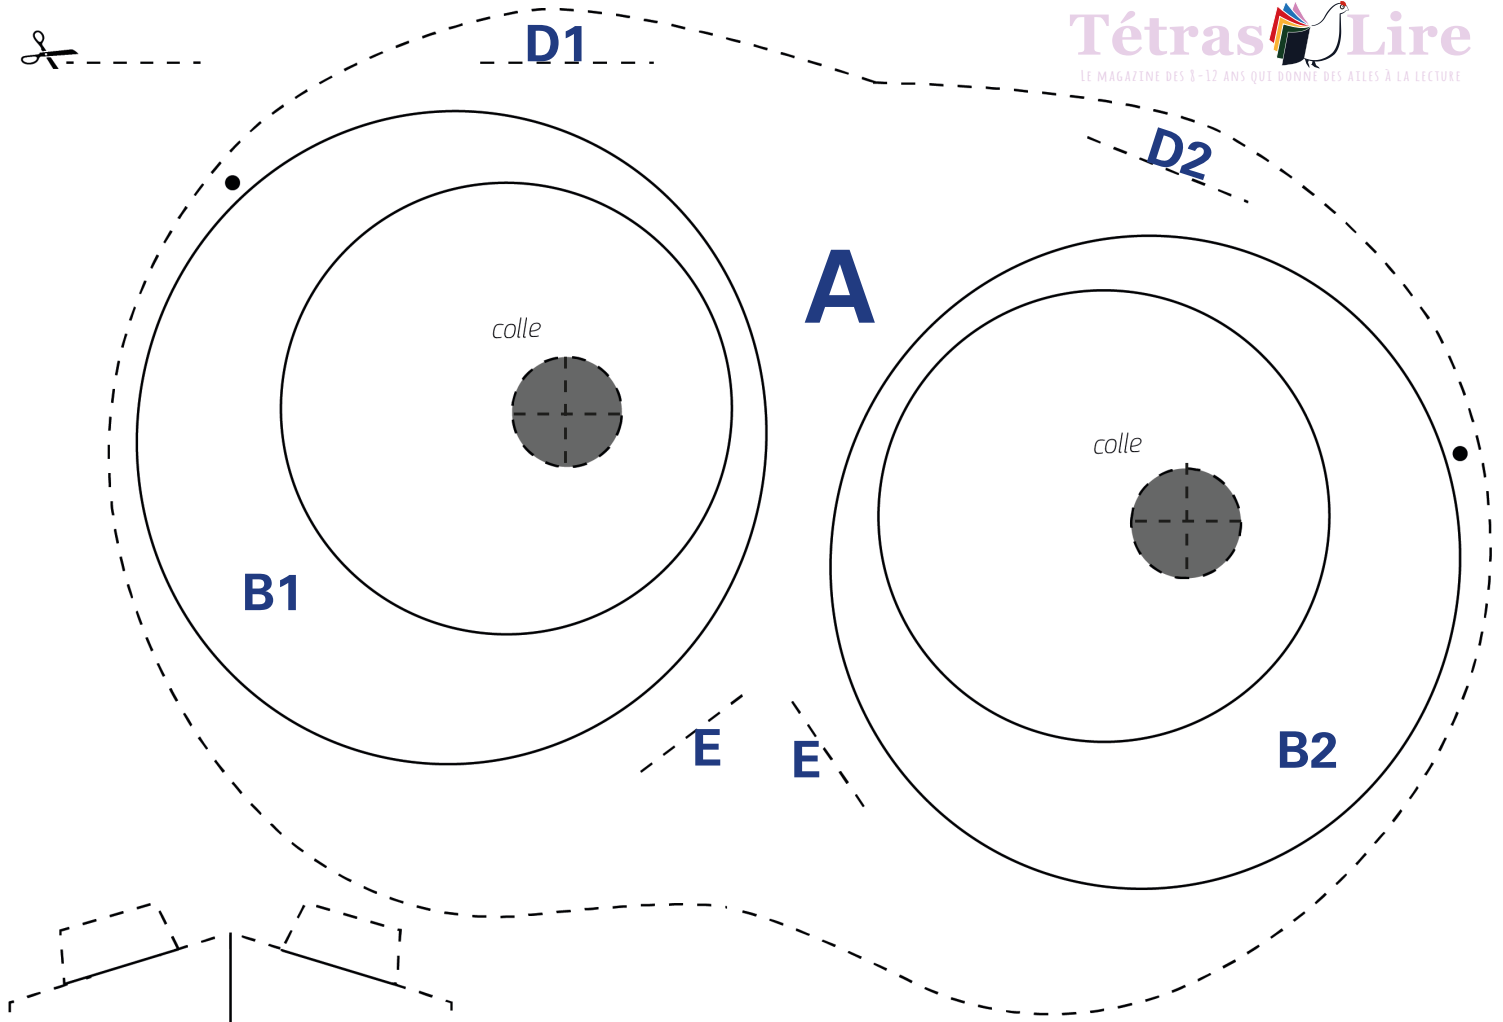 D1
Tétras Lire
Le magazine des 8-12 ans qui donne des ailes à la lecture
D2
A
colle
colle
B1
E
E
B2